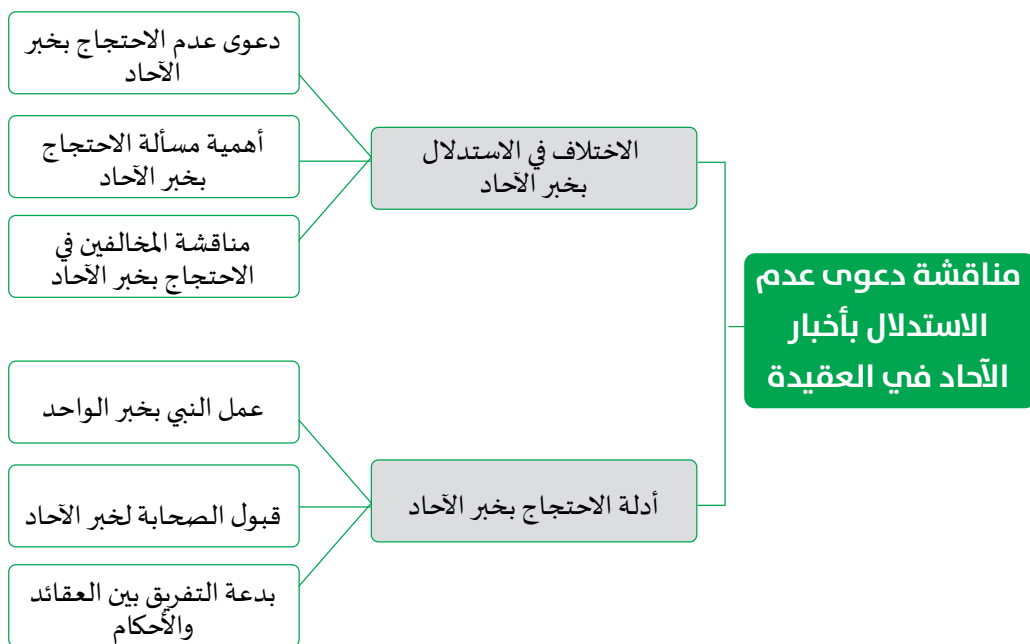 مناقشة دعوى عدم
الاستدلال بأخبار
الآحاد في العقيدة
الاختلاف في الاستدلال
بخبر الآحاد
دعوى عدم الاحتجاج بخبر
الآحاد
أهمية مسألة الاحتجاج
بخبر الآحاد
مناقشة المخالفين في
الاحتجاج بخبر الآحاد
أدلة الاحتجاج بخبر الآحاد
عمل النبي بخبر الواحد
قبول الصحابة لخبر الآحاد
بدعة التفريق بين العقائد
والأحكام